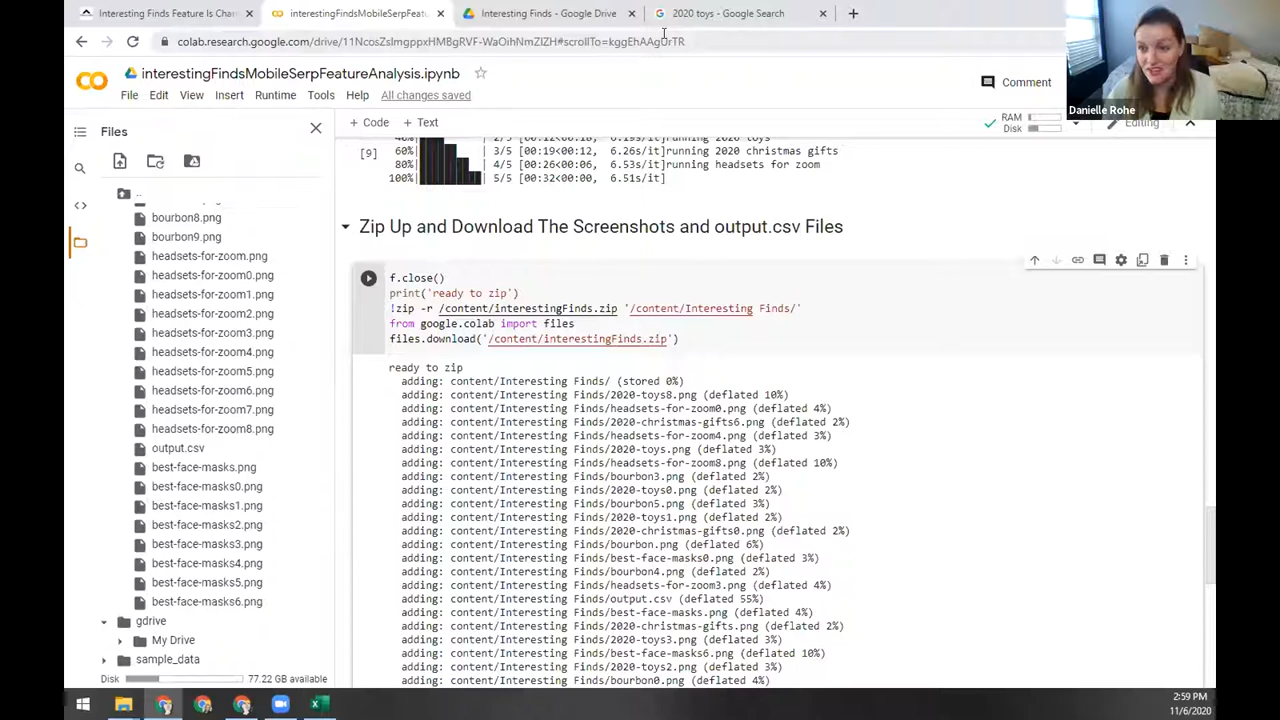 Interesting Findings Feature Is Chan
interestingFindsMobileSerpFeatu
Interesting Finds - Google Drive
2020 toys - Google Search
colab.research.google.com/drive/11NcosZsImgppxHMBgRVF-WaOihNmZIZH#scrollTo=kggEhAAgUrTR
interestingFindsMobileSerpFeatureAnalysis.ipynb
Comment
File Edit View Insert Runtime Tools Help All changes saved
Danielle Rohe
Files
+ Code + Text
RAM
Disk
Editing
2/5 [00:12<00:18, 6.19s/it]running 2020 toys
[9]
60% 3/5 [00:19<00:12, 6.26s/it]running 2020 christmas gifts
80% 4/5 [00:26<00:06, 6.53s/it]running headsets for zoom
100% 5/5 [00:32<00:00, 6.51s/it]
..
bourbon8.png
bourbon9.png
headsets-for-zoom.png
headsets-for-zoom0.png
headsets-for-zoom1.png
headsets-for-zoom2.png
headsets-for-zoom3.png
headsets-for-zoom4.png
headsets-for-zoom5.png
headsets-for-zoom6.png
headsets-for-zoom7.png
headsets-for-zoom8.png
output.csv
best-face-masks.png
best-face-masks0.png
best-face-masks1.png
best-face-masks2.png
best-face-masks3.png
best-face-masks4.png
best-face-masks5.png
best-face-masks6.png
gdrive
My Drive
sample_data
Disk 77.22 GB available
Zip Up and Download The Screenshots and output.csv Files
f.close()
print('ready to zip')
!zip -r /content/interestingFinds.zip '/content/Interesting Finds/'
from google.colab import files
files.download('/content/interestingFinds.zip')
ready to zip
adding: content/Interesting Finds/ (stored 0%)
adding: content/Interesting Finds/2020-toys8.png (deflated 10%)
adding: content/Interesting Finds/headsets-for-zoom0.png (deflated 4%)
adding: content/Interesting Finds/2020-christmas-gifts6.png (deflated 2%)
adding: content/Interesting Finds/headsets-for-zoom4.png (deflated 3%)
adding: content/Interesting Finds/2020-toys.png (deflated 3%)
adding: content/Interesting Finds/headsets-for-zoom8.png (deflated 10%)
adding: content/Interesting Finds/bourbon3.png (deflated 2%)
adding: content/Interesting Finds/2020-toys0.png (deflated 2%)
adding: content/Interesting Finds/bourbon5.png (deflated 3%)
adding: content/Interesting Finds/2020-toys1.png (deflated 2%)
adding: content/Interesting Finds/2020-christmas-gifts0.png (deflated 2%)
adding: content/Interesting Finds/bourbon.png (deflated 6%)
adding: content/Interesting Finds/best-face-masks0.png (deflated 3%)
adding: content/Interesting Finds/bourbon4.png (deflated 2%)
adding: content/Interesting Finds/headsets-for-zoom3.png (deflated 4%)
adding: content/Interesting Finds/output.csv (deflated 55%)
adding: content/Interesting Finds/best-face-masks.png (deflated 4%)
adding: content/Interesting Finds/2020-christmas-gifts.png (deflated 2%)
adding: content/Interesting Finds/2020-toys3.png (deflated 3%)
adding: content/Interesting Finds/best-face-masks6.png (deflated 10%)
adding: content/Interesting Finds/2020-toys2.png (deflated 3%)
adding: content/Interesting Finds/bourbon0.png (deflated 4%)
2:59 PM
11/6/2020